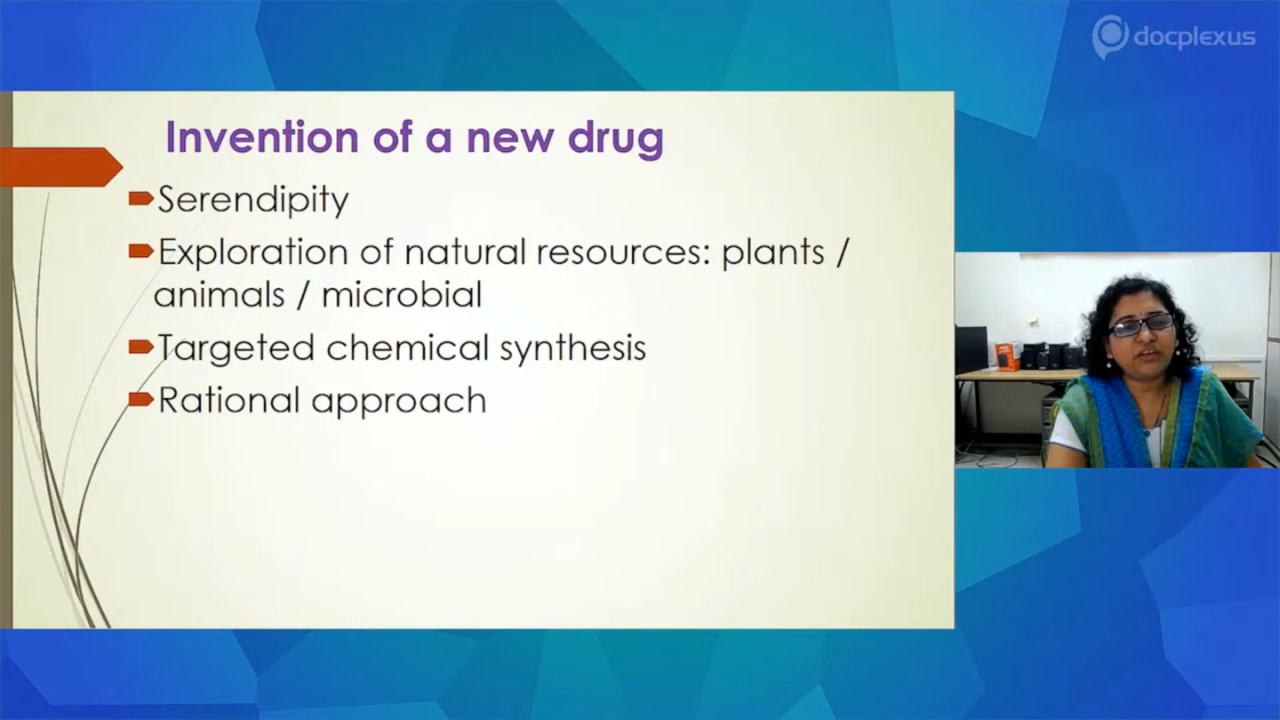 docplexus
Invention of a new drug
Serendipity
Exploration of natural resources: plants /
animals / microbial
Targeted chemical synthesis
Rational approach